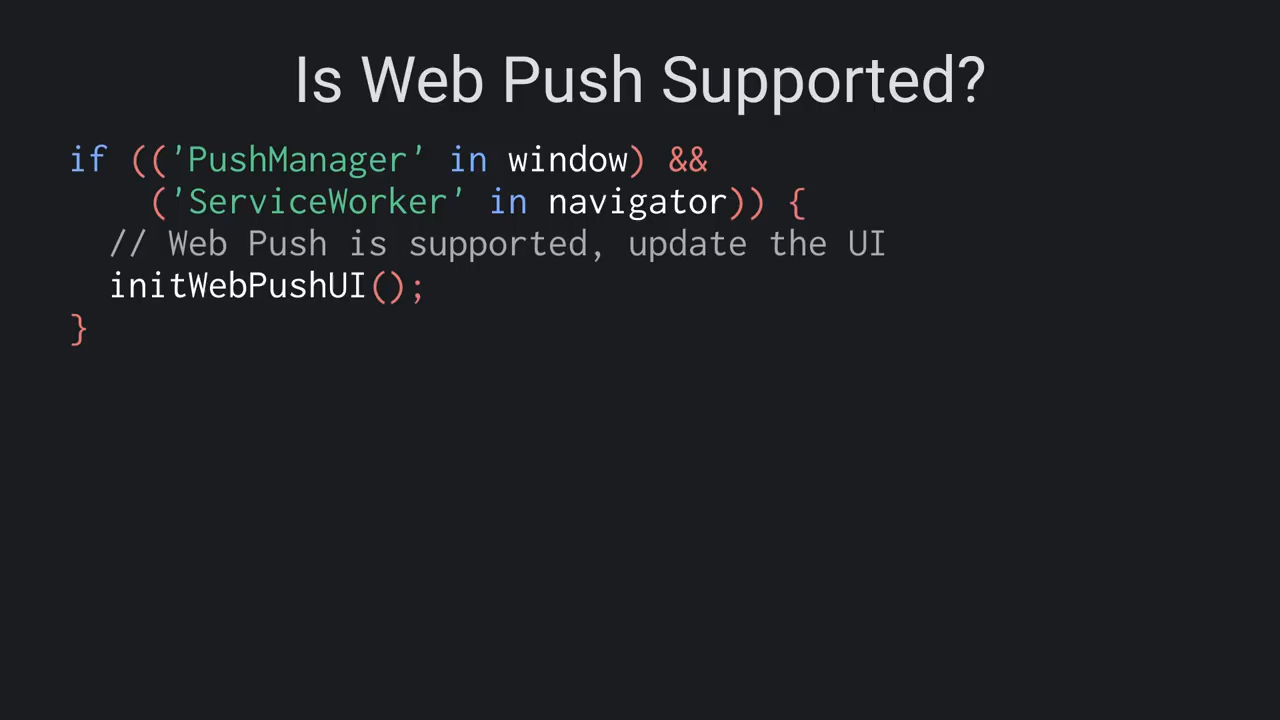 Is Web Push Supported?
if (('PushManager' in window) &&
    ('ServiceWorker' in navigator)) {
  // Web Push is supported, update the UI
  initWebPushUI();
}